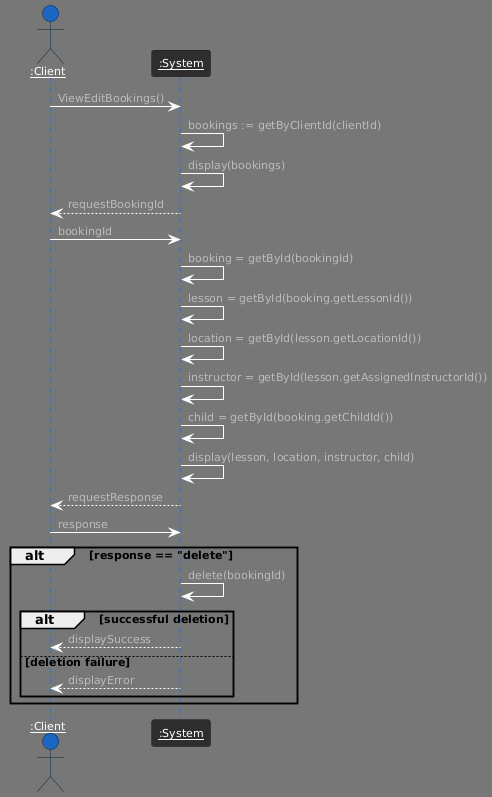 :Client
:System
ViewEditBookings()
bookings := getByClientId(clientId)
display(bookings)
requestBookingId
bookingId
booking = getById(bookingId)
lesson = getById(booking.getLessonId())
location = getById(lesson.getLocationId())
instructor = getById(lesson.getAssignedInstructorId())
child = getById(booking.getChildId())
display(lesson, location, instructor, child)
requestResponse
response
alt [response == "delete"]
delete(bookingId)
alt [successful deletion]
displaySuccess
[deletion failure]
displayError
:Client
:System